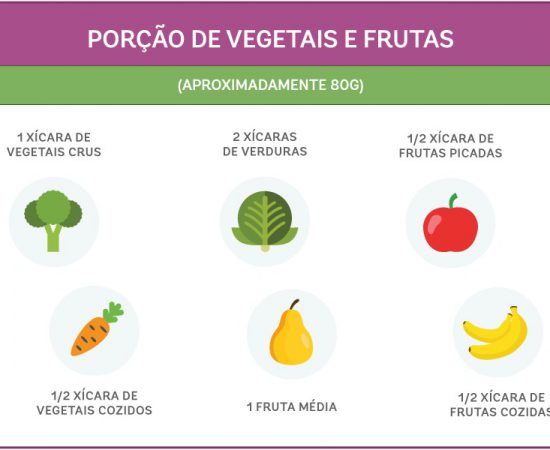 PORÇÃO DE VEGETAIS E FRUTAS
(APROXIMADAMENTE 80G)
1 XÍCARA DE
VEGETAIS CRUS
2 XÍCARAS
DE VERDURAS
1/2 XÍCARA DE
FRUTAS PICADAS
1/2 XÍCARA DE
VEGETAIS COZIDOS
1 FRUTA MÉDIA
1/2 XÍCARA DE
FRUTAS COZIDAS